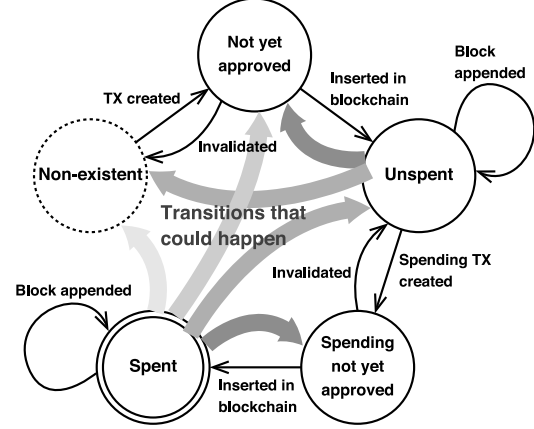 Not yet
approved
Block
appended
TX created
Inserted in
blockchain
Invalidated
Non-existent
Unspent
Transitions that
could happen
Invalidated
Spending TX
created
Block appended
Spent
Inserted in
blockchain
Spending
not yet
approved